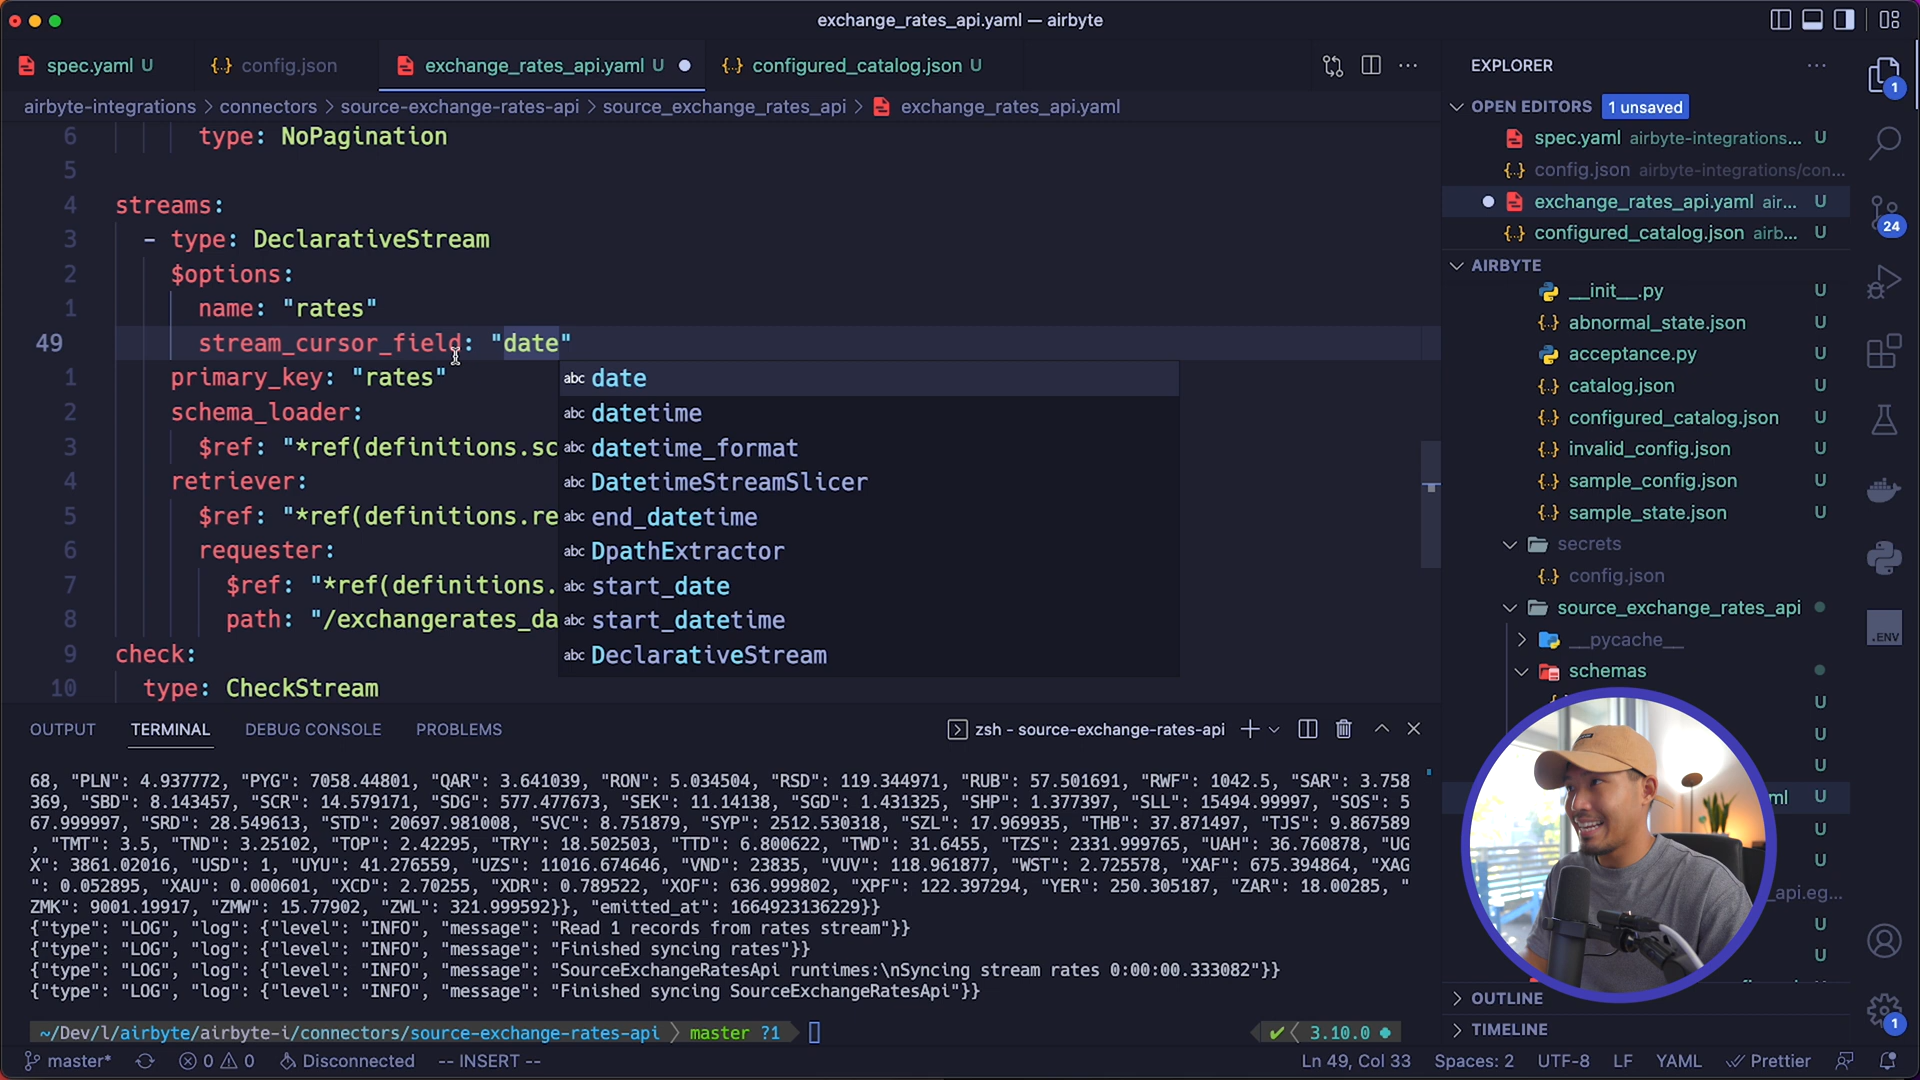 exchange_rates_api.yaml — airbyte
spec.yaml U
{..} config.json
exchange_rates_api.yaml U
{..} configured_catalog.json U
airbyte-integrations > connectors > source-exchange-rates-api > source_exchange_rates_api > exchange_rates_api.yaml
6 type: NoPagination
5
4 streams:
3 - type: DeclarativeStream
2 $options:
1 name: "rates"
49 stream_cursor_field: "date"
1 primary_key: "rates"
2 schema_loader:
3 $ref: "*ref(definitions.sc
4 retriever:
5 $ref: "*ref(definitions.re
6 requester:
7 $ref: "*ref(definitions.
8 path: "/exchangerates_da
9 check:
10 type: CheckStream
abc date
abc datetime
abc datetime_format
abc DatetimeStreamSlicer
abc end_datetime
abc DpathExtractor
abc start_date
abc start_datetime
abc DeclarativeStream
OUTPUT TERMINAL DEBUG CONSOLE PROBLEMS
zsh - source-exchange-rates-api
68, "PLN": 4.937772, "PYG": 7058.44801, "QAR": 3.641039, "RON": 5.034504, "RSD": 119.344971, "RUB": 57.501691, "RWF": 1042.5, "SAR": 3.758
369, "SBD": 8.143457, "SCR": 14.579171, "SDG": 577.477673, "SEK": 11.14138, "SGD": 1.431325, "SHP": 1.377397, "SLL": 15494.99997, "SOS": 5
67.999997, "SRD": 28.549613, "STD": 20697.981008, "SVC": 8.751879, "SYP": 2512.530318, "SZL": 17.969935, "THB": 37.871497, "TJS": 9.867589
, "TMT": 3.5, "TND": 3.25102, "TOP": 2.42295, "TRY": 18.502503, "TTD": 6.800622, "TWD": 31.6455, "TZS": 2331.999765, "UAH": 36.760878, "UG
X": 3861.02016, "USD": 1, "UYU": 41.276559, "UZS": 11016.674646, "VND": 23835, "VUV": 118.961877, "WST": 2.725578, "XAF": 675.394864, "XAG
": 0.052895, "XAU": 0.000601, "XCD": 2.70255, "XDR": 0.789522, "XOF": 636.999802, "XPF": 122.397294, "YER": 250.305187, "ZAR": 18.00285, "
ZMK": 9001.19917, "ZMW": 15.77902, "ZWL": 321.999592}}, "emitted_at": 1664923136229}}
{"type": "LOG", "log": {"level": "INFO", "message": "Read 1 records from rates stream"}}
{"type": "LOG", "log": {"level": "INFO", "message": "Finished syncing rates"}}
{"type": "LOG", "log": {"level": "INFO", "message": "SourceExchangeRatesApi runtimes:\nSyncing stream rates 0:00:00.333082"}}
{"type": "LOG", "log": {"level": "INFO", "message": "Finished syncing SourceExchangeRatesApi"}}
~/Dev/l/airbyte/airbyte-i/connectors/source-exchange-rates-api > master ?1
3.10.0
EXPLORER
OPEN EDITORS 1 unsaved
spec.yaml airbyte-integrations... U
{..} config.json airbyte-integrations/con...
exchange_rates_api.yaml air... U
{..} configured_catalog.json airb... U
AIRBYTE
__init__.py U
{..} abnormal_state.json U
acceptance.py U
{..} catalog.json U
{..} configured_catalog.json U
{..} invalid_config.json U
{..} sample_config.json U
{..} sample_state.json U
secrets
{..} config.json
source_exchange_rates_api
__pycache__
schemas
U
U
U
ml U
U
U
_api.eg...
U
U
OUTLINE
TIMELINE
1
24
.ENV
1
master* 0 0 Disconnected -- INSERT --
Ln 49, Col 33 Spaces: 2 UTF-8 LF YAML Prettier